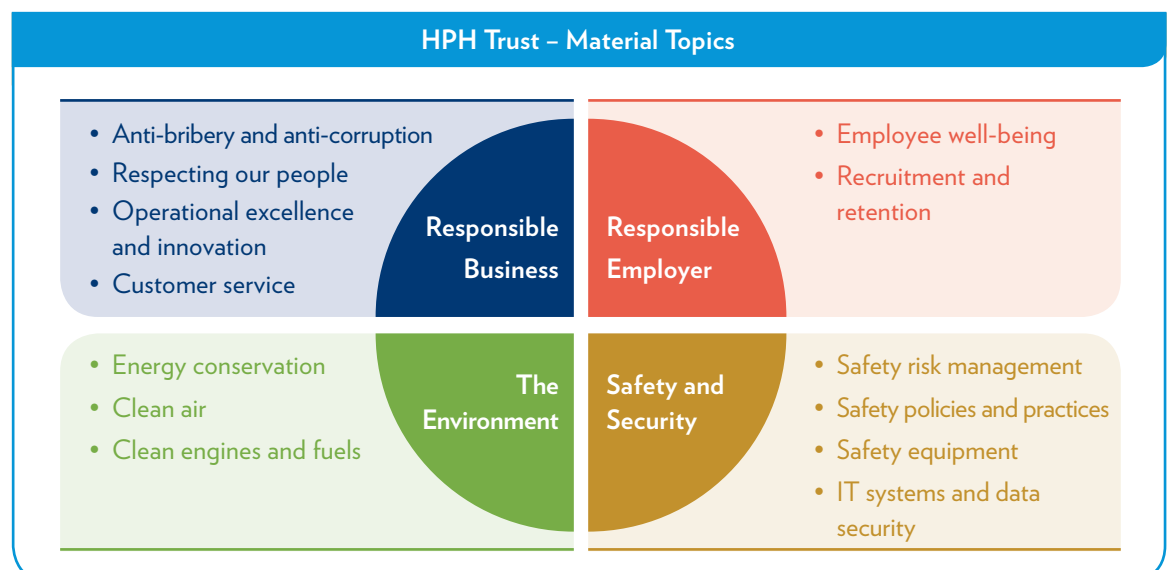 HPH Trust – Material Topics
• Anti-bribery and anti-corruption
• Respecting our people
• Operational excellence
and innovation
• Customer service
Responsible
Business
Responsible
Employer
• Employee well-being
• Recruitment and
retention
• Energy conservation
• Clean air
• Clean engines and fuels
The
Environment
Safety and
Security
• Safety risk management
• Safety policies and practices
• Safety equipment
• IT systems and data
security